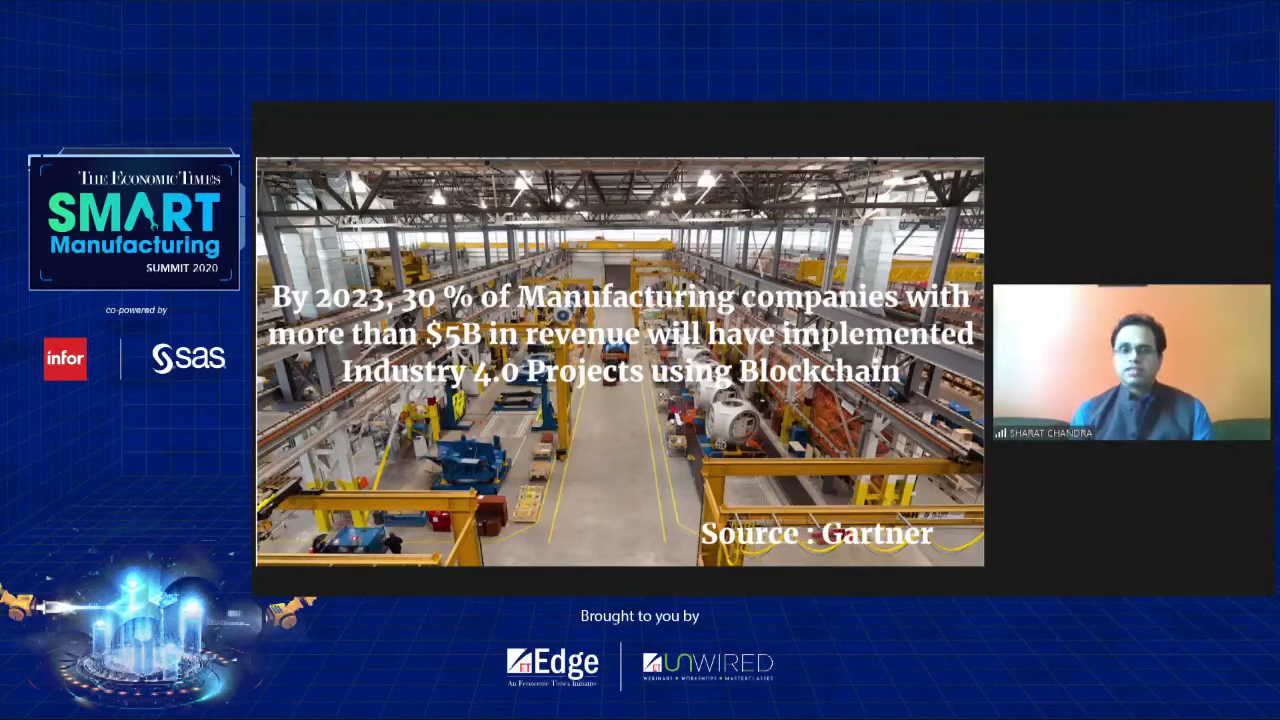 THE ECONOMIC TIMES
SMART
Manufacturing
SUMMIT 2020
co-powered by
infor
sas
By 2023, 30 % of Manufacturing companies with
more than $5B in revenue will have implemented
Industry 4.0 Projects using Blockchain
Source : Gartner
SHARAT CHANDRA
Brought to you by
ET Edge
An Economic Times Initiative
ET UNWIRED
WEBINARS • WORKSHOPS • MASTERCLASSES